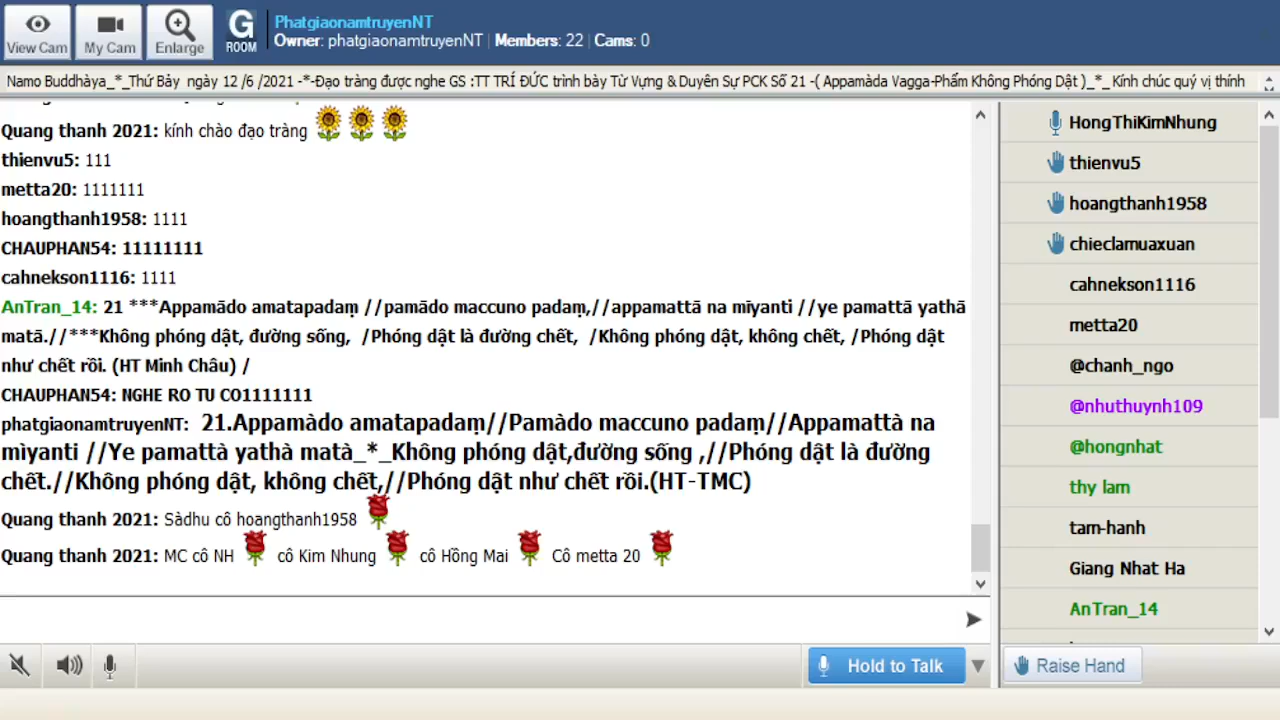 View Cam
My Cam
Enlarge
G
ROOM
PhatgiaonamtruyenNT
Owner: phatgiaonamtruyenNT | Members: 22 | Cams: 0
Namo Buddhàya_*_Thứ Bảy ngày 12 /6 /2021 -*-Đạo tràng được nghe GS :TT TRÍ ĐỨC trình bày Từ Vựng & Duyên Sự PCK Số 21 -( Appamàda Vagga-Phẩm Không Phóng Dật )_*_ Kính chúc quý vị thính
Quang thanh 2021: kính chào đạo tràng
thienvu5: 111
metta20: 1111111
hoangthanh1958: 1111
CHAUPHAN54: 11111111
cahnekson1116: 1111
AnTran_14: 21 ***Appamādo amatapadaṃ //pamādo maccuno padaṃ,//appamattā na mīyanti //ye pamattā yathā
matā.//***Không phóng dật, đường sống, /Phóng dật là đường chết, /Không phóng dật, không chết, /Phóng dật
như chết rồi. (HT Minh Châu) /
CHAUPHAN54: NGHE RO TU CO1111111
phatgiaonamtruyenNT: 21.Appamàdo amatapadaṃ//Pamàdo maccuno padaṃ//Appamattà na
mìyanti //Ye pamattà yathà matà_*_Không phóng dật,đường sống ,//Phóng dật là đường
chết.//Không phóng dật, không chết,//Phóng dật như chết rồi.(HT-TMC)
Quang thanh 2021: Sàdhu cô hoangthanh1958
Quang thanh 2021: MC cô NH cô Kim Nhung cô Hồng Mai Cô metta 20
HongThiKimNhung
thienvu5
hoangthanh1958
chieclamuaxuan
cahnekson1116
metta20
@chanh_ngo
@nhuthuynh109
@hongnhat
thy lam
tam-hanh
Giang Nhat Ha
AnTran_14
Hold to Talk
Raise Hand